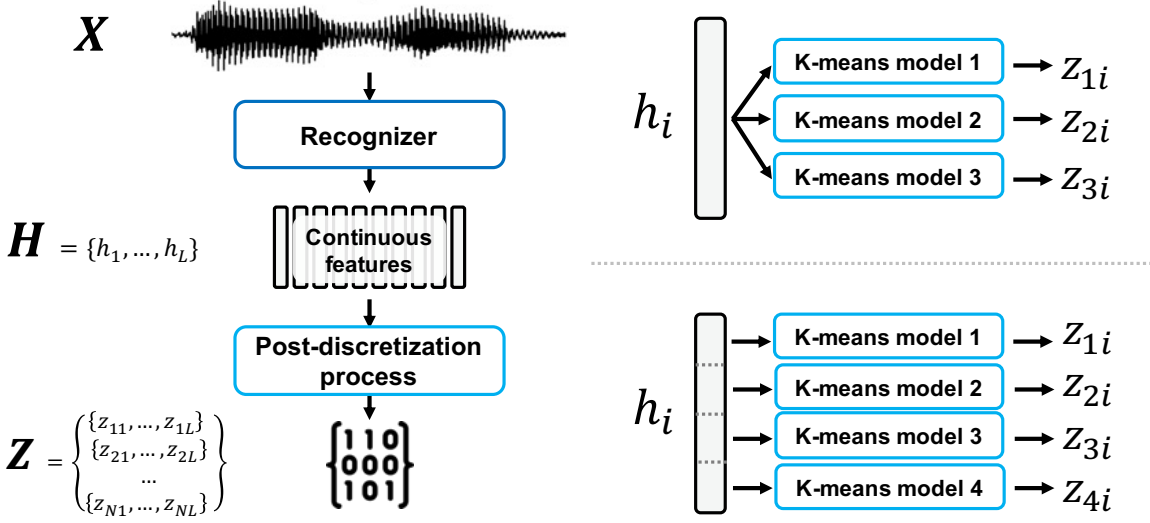 X
Recognizer
H = {h_1, ..., h_L}
Continuous
features
Post-discretization
process
Z = { {z_11, ..., z_1L}
{z_21, ..., z_2L}
...
{z_N1, ..., z_NL} }
{ 1 1 0
0 0 0
1 0 1 }
h_i
K-means model 1 z_1i
K-means model 2 z_2i
K-means model 3 z_3i
h_i
K-means model 1 z_1i
K-means model 2 z_2i
K-means model 3 z_3i
K-means model 4 z_4i